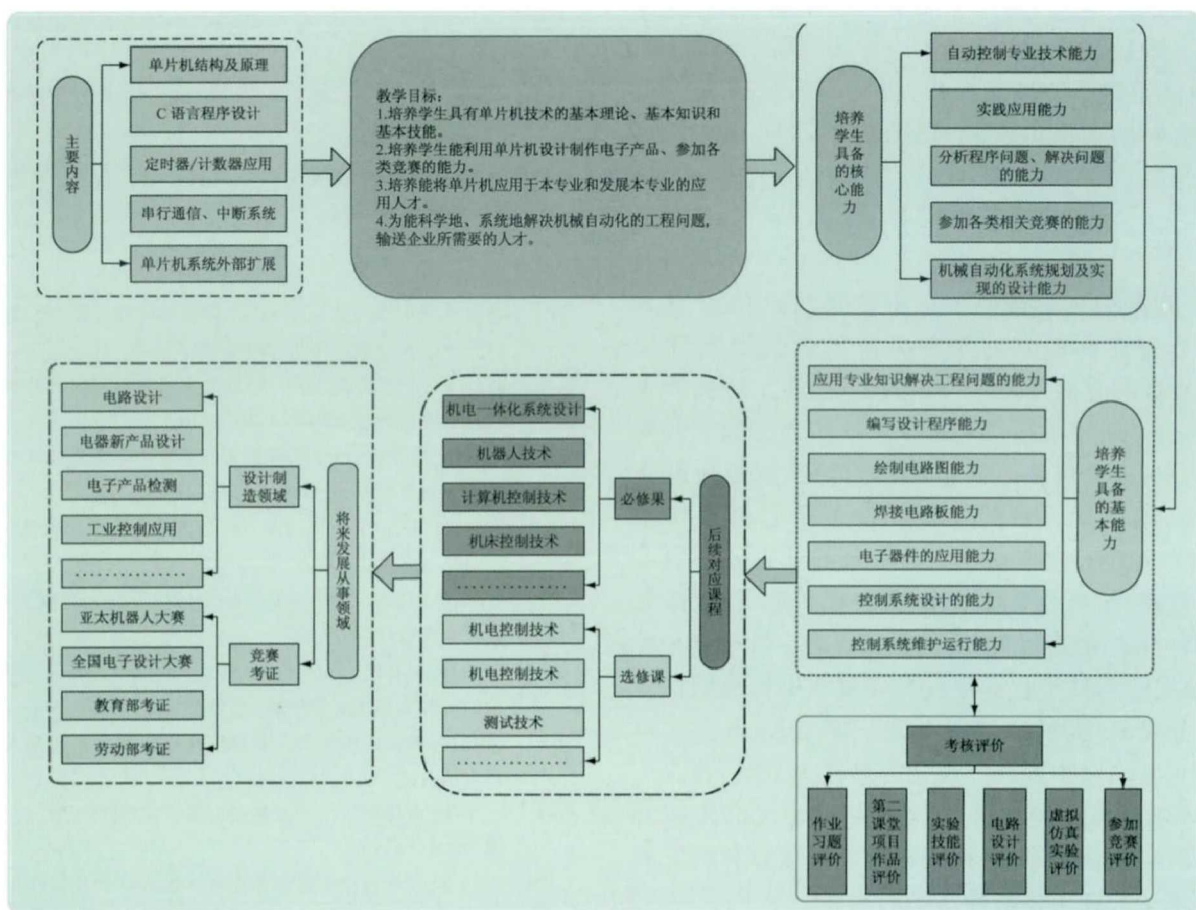 主要内容
单片机结构及原理
C 语言程序设计
定时器/计数器应用
串行通信、中断系统
单片机系统外部扩展
教学目标：
1.培养学生具有单片机技术的基本理论、基本知识和
基本技能。
2.培养学生能利用单片机设计制作电子产品、参加各
类竞赛的能力。
3.培养能将单片机应用于本专业和发展本专业的应
用人才。
4.为能科学地、系统地解决机械自动化的工程问题,
输送企业所需要的人才。
培养学生具备的核心能力
自动控制专业技术能力
实践应用能力
分析程序问题、解决问题
的能力
参加各类相关竞赛的能力
机械自动化系统规划及实
现的设计能力
培养学生具备的基本能力
应用专业知识解决工程问题的能力
编写设计程序能力
绘制电路图能力
焊接电路板能力
电子器件的应用能力
控制系统设计的能力
控制系统维护运行能力
考核评价
作业
习题
评价
第二
课堂
项目
作品
评价
实验
技能
评价
电路
设计
评价
虚拟
仿真
实验
评价
参加
竞赛
评价
后续对应课程
必修果
机电一体化系统设计
机器人技术
计算机控制技术
机床控制技术
……………
选修课
机电控制技术
机电控制技术
测试技术
……………
将来发展从事领域
设计制
造领域
电路设计
电器新产品设计
电子产品检测
工业控制应用
……………
竞赛
考证
亚太机器人大赛
全国电子设计大赛
教育部考证
劳动部考证